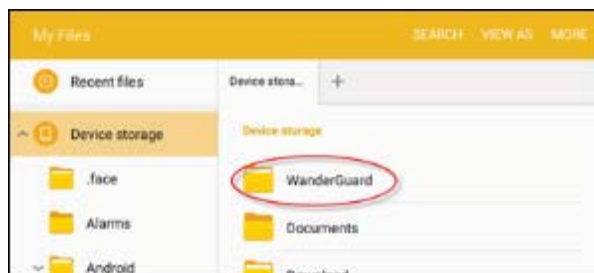 My Files
SEARCH VIEW AS MORE
Recent files
Device storage
.face
Alarms
Android
Device stora...
+
Device storage
WanderGuard
Documents
Download